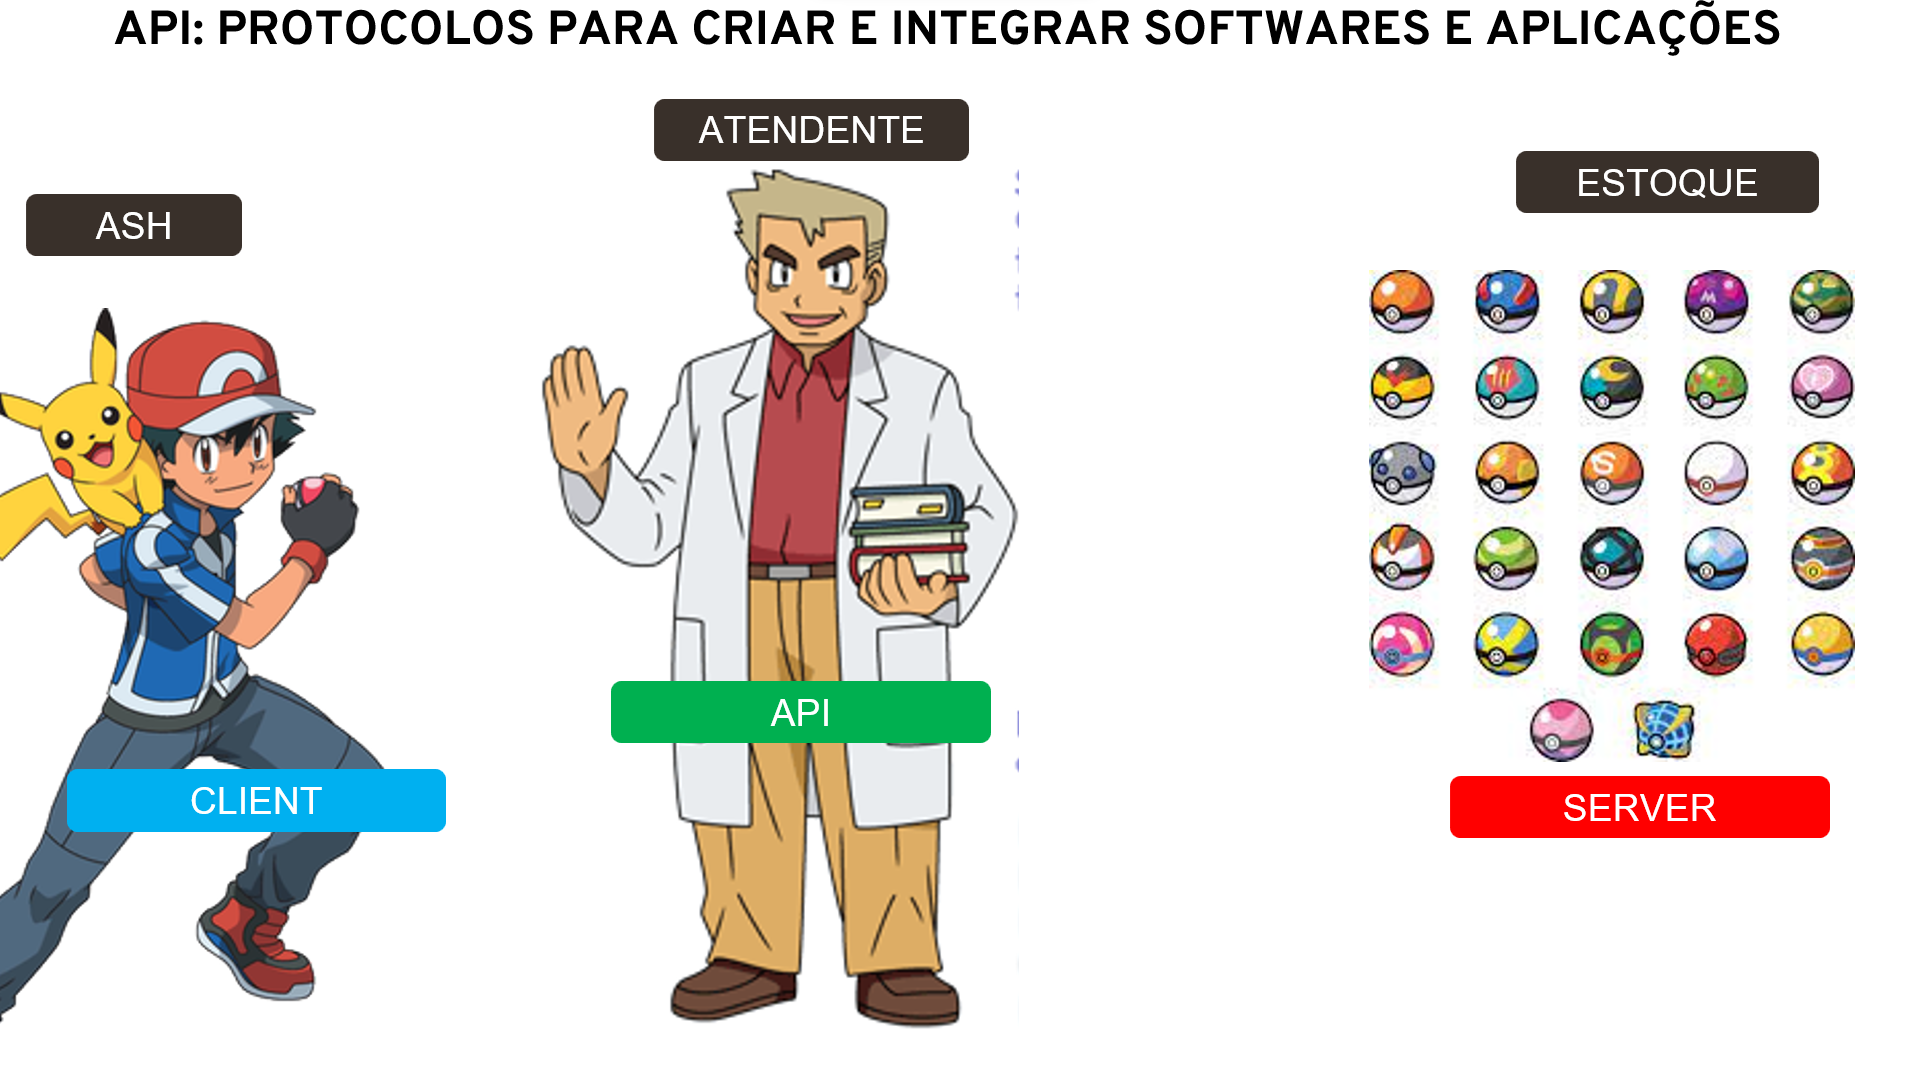 API: PROTOCOLOS PARA CRIAR E INTEGRAR SOFTWARES E APLICAÇÕES
ATENDENTE
ESTOQUE
ASH
API
CLIENT
SERVER